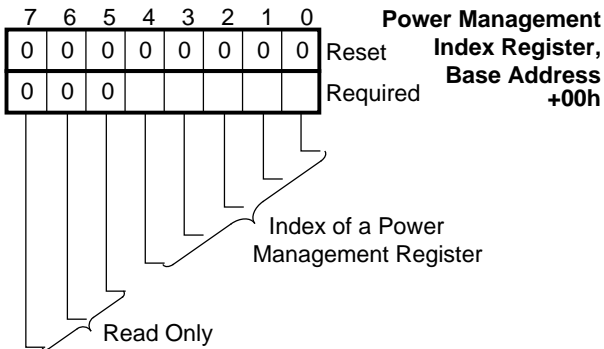 7 6 5 4 3 2 1 0
Power Management
Index Register,
Base Address
+00h
0 0 0 0 0 0 0 0 Reset
0 0 0 Required
Index of a Power
Management Register
Read Only